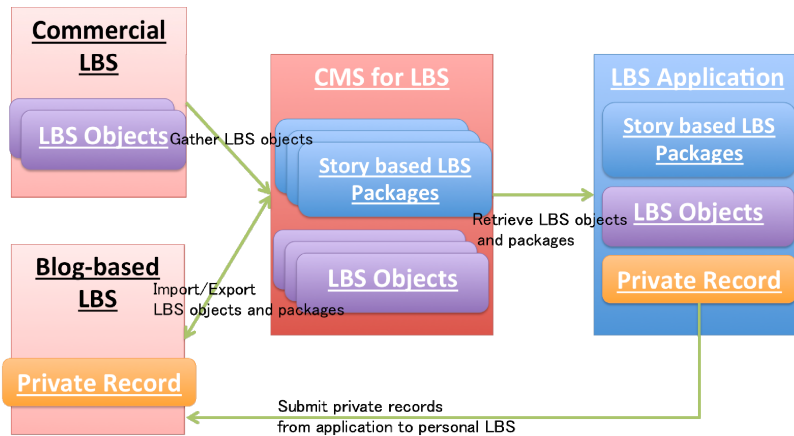 Commercial
LBS
LBS Objects
Gather LBS objects
Blog-based
LBS
Import/Export
LBS objects and packages
Private Record
CMS for LBS
Story based LBS
Packages
LBS Objects
Retrieve LBS objects
and packages
LBS Application
Story based LBS
Packages
LBS Objects
Private Record
Submit private records
from application to personal LBS